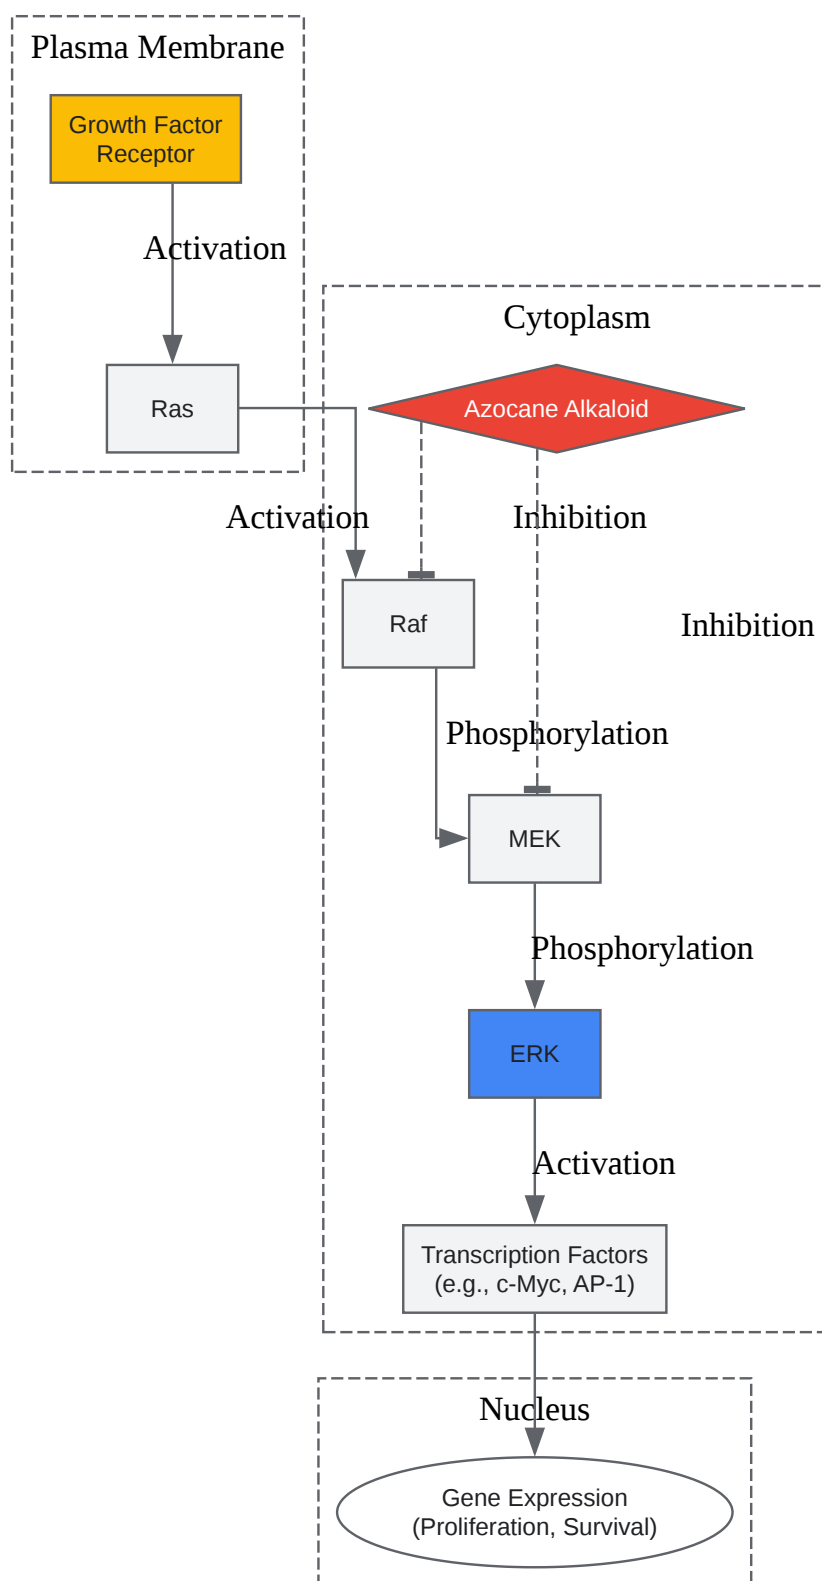 Plasma Membrane
Growth Factor
Receptor
Activation
Ras
Cytoplasm
Azocane Alkaloid
Activation
Inhibition
Raf
Inhibition
Phosphorylation
MEK
Phosphorylation
ERK
Activation
Transcription Factors
(e.g., c-Myc, AP-1)
Nucleus
Gene Expression
(Proliferation, Survival)